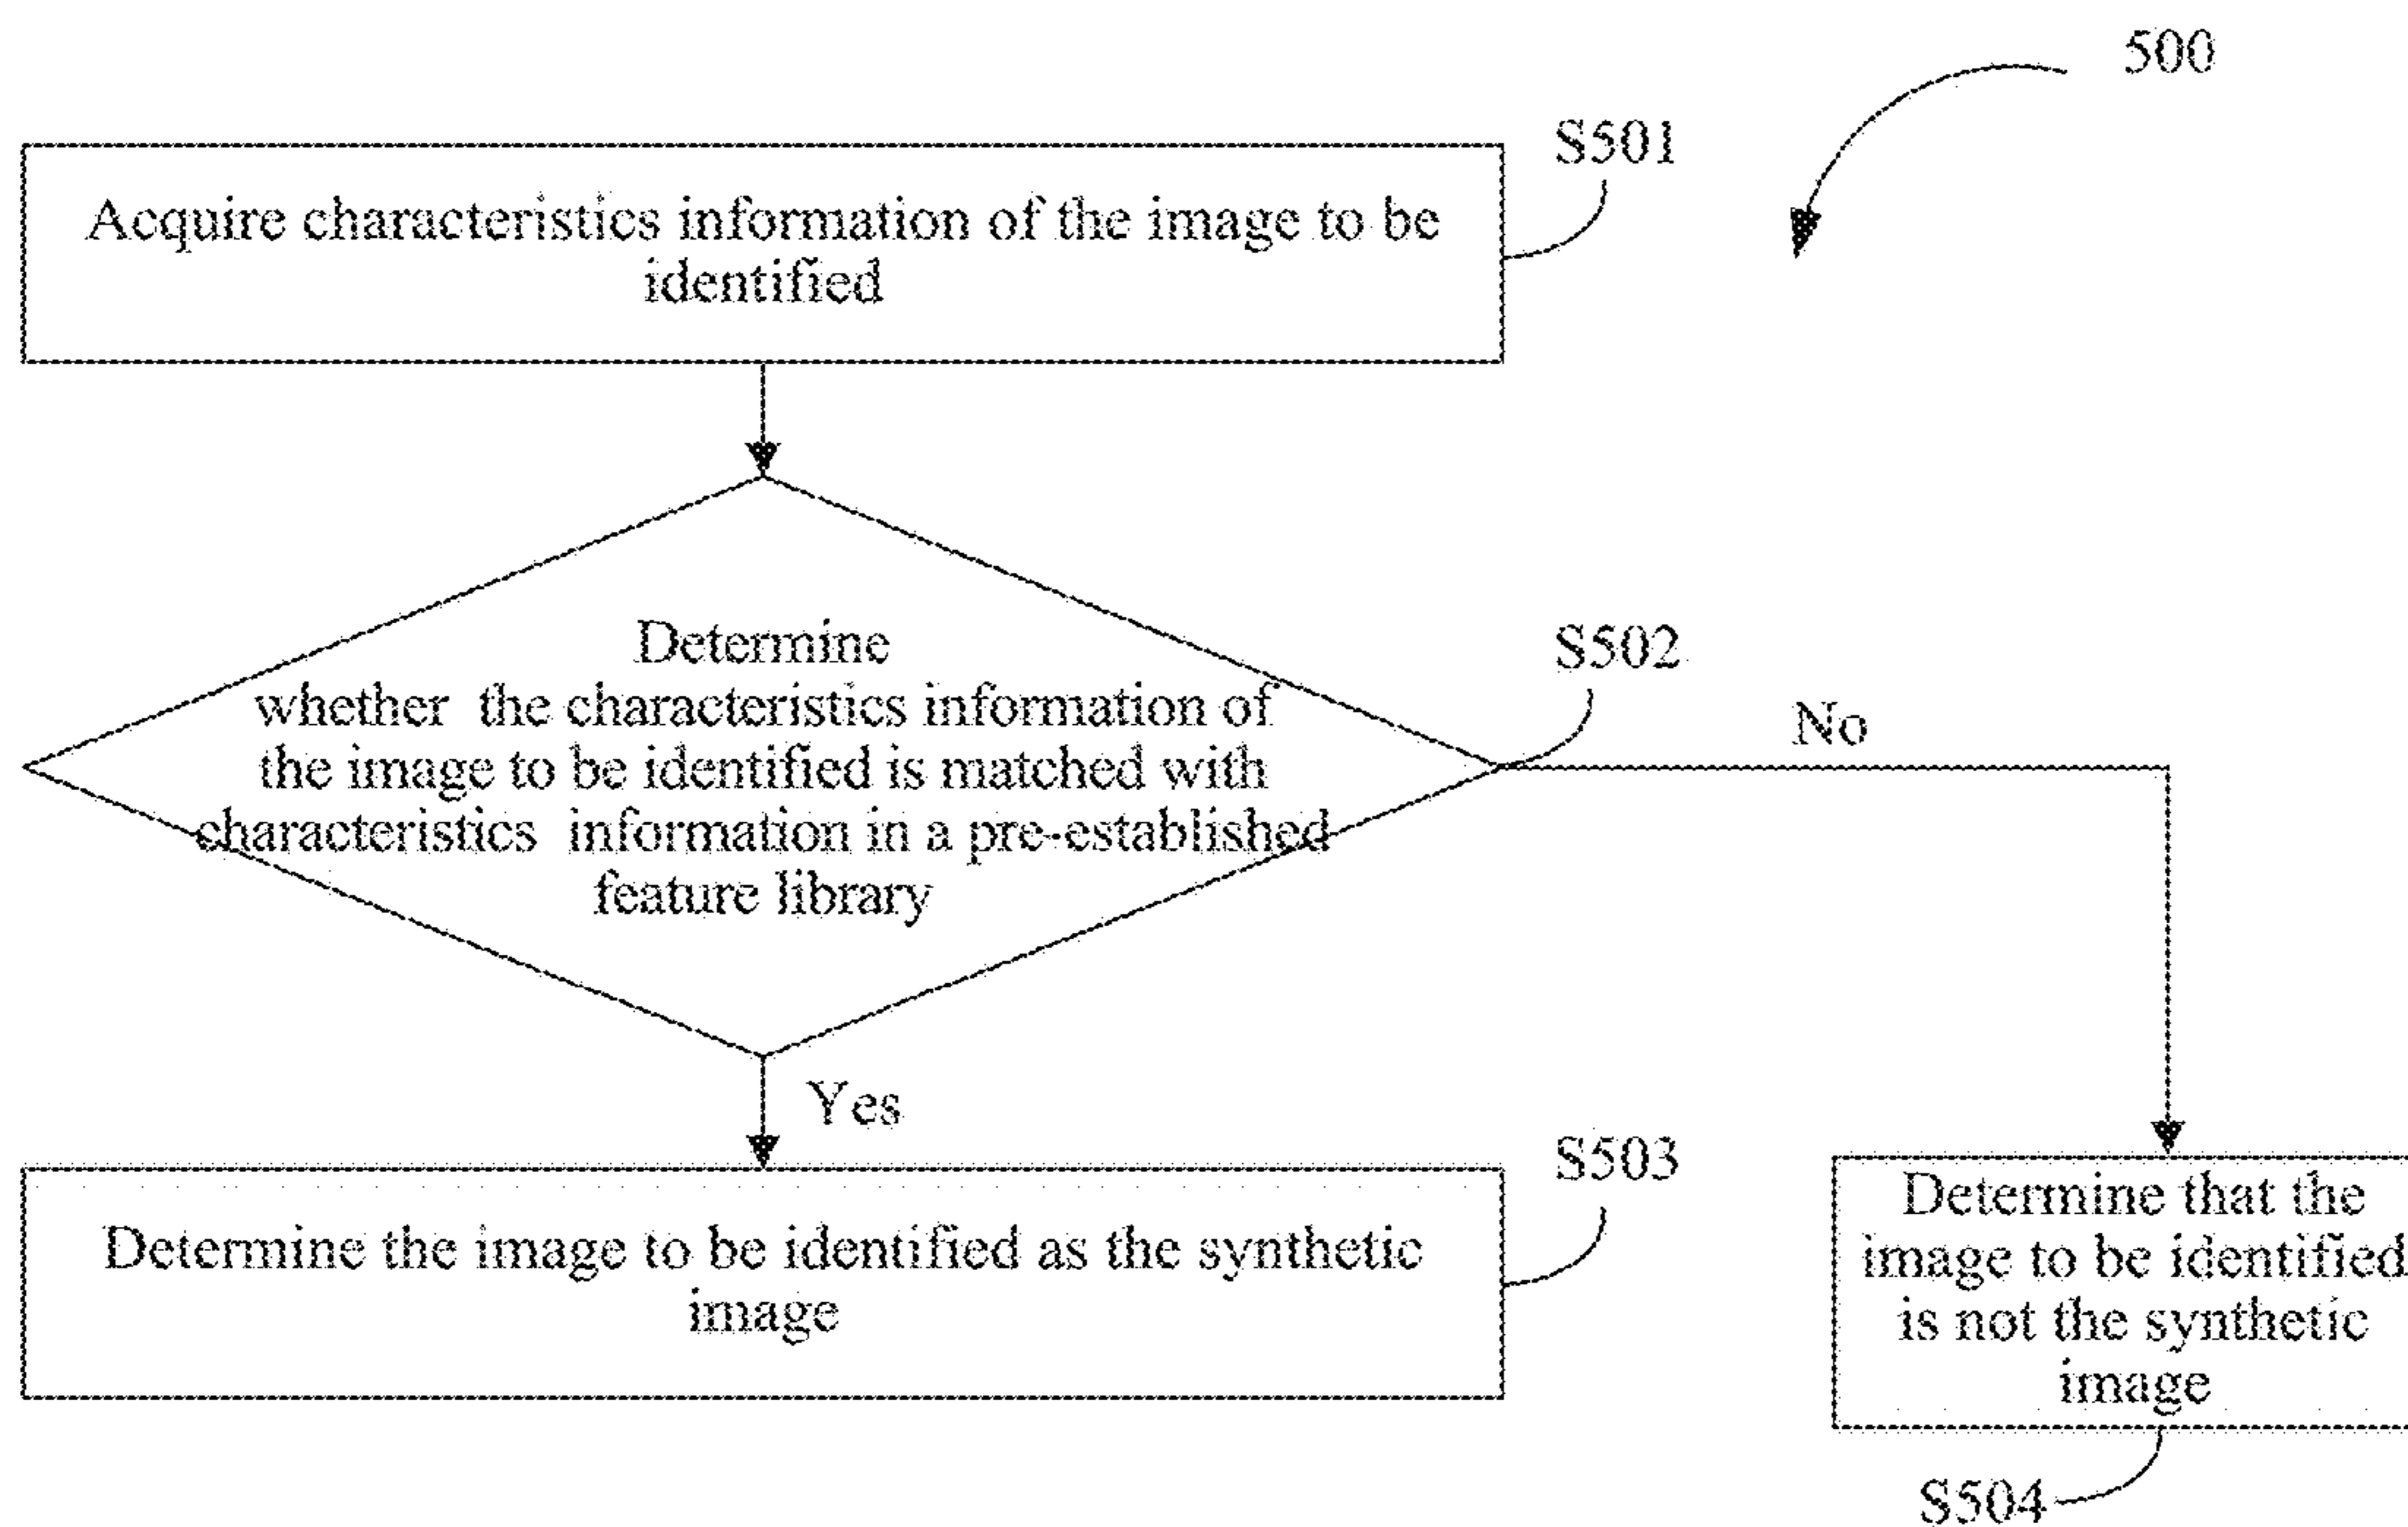 500
S501
Acquire characteristics information of the image to be
identified
Determine
whether the characteristics information of
the image to be identified is matched with
characteristics information in a pre-established
feature library
S502
No
Yes
S503
Determine the image to be identified as the synthetic
image
Determine that the
image to be identified
is not the synthetic
image
S504